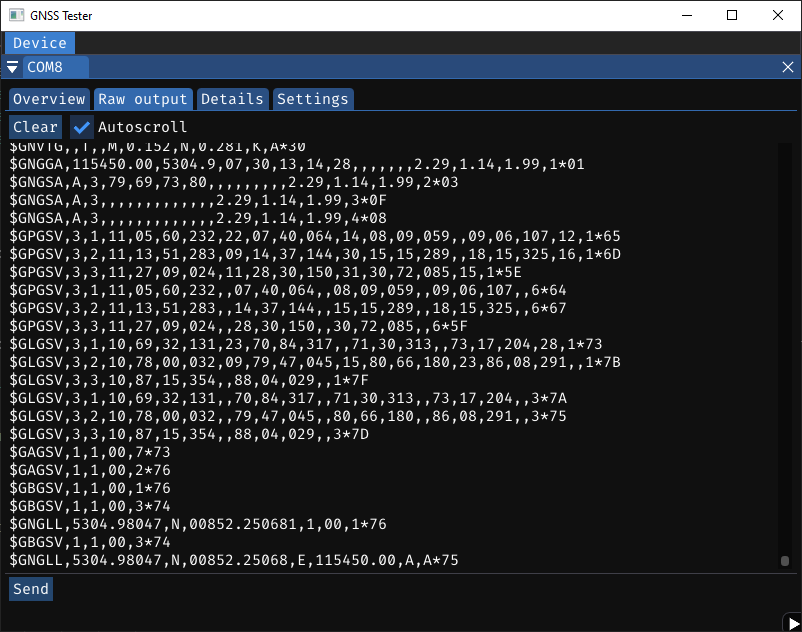 GNSS Tester
Device
COM8
Overview Raw output Details Settings
Clear Autoscroll
$GNVTG,,T,,M,0.152,N,0.281,K,A*30
$GNGGA,115450.00,5304.9,07,30,13,14,28,,,,,,,2.29,1.14,1.99,1*01
$GNGSA,A,3,79,69,73,80,,,,,,,,,2.29,1.14,1.99,2*03
$GNGSA,A,3,,,,,,,,,,,,,2.29,1.14,1.99,3*0F
$GNGSA,A,3,,,,,,,,,,,,,2.29,1.14,1.99,4*08
$GPGSV,3,1,11,05,60,232,22,07,40,064,14,08,09,059,,09,06,107,12,1*65
$GPGSV,3,2,11,13,51,283,09,14,37,144,30,15,15,289,,18,15,325,16,1*6D
$GPGSV,3,3,11,27,09,024,11,28,30,150,31,30,72,085,15,1*5E
$GPGSV,3,1,11,05,60,232,,07,40,064,,08,09,059,,09,06,107,,6*64
$GPGSV,3,2,11,13,51,283,,14,37,144,,15,15,289,,18,15,325,,6*67
$GPGSV,3,3,11,27,09,024,,28,30,150,,30,72,085,,6*5F
$GLGSV,3,1,10,69,32,131,23,70,84,317,,71,30,313,,73,17,204,28,1*73
$GLGSV,3,2,10,78,00,032,09,79,47,045,15,80,66,180,23,86,08,291,,1*7B
$GLGSV,3,3,10,87,15,354,,88,04,029,,1*7F
$GLGSV,3,1,10,69,32,131,,70,84,317,,71,30,313,,73,17,204,,3*7A
$GLGSV,3,2,10,78,00,032,,79,47,045,,80,66,180,,86,08,291,,3*75
$GLGSV,3,3,10,87,15,354,,88,04,029,,3*7D
$GAGSV,1,1,00,7*73
$GAGSV,1,1,00,2*76
$GBGSV,1,1,00,1*76
$GBGSV,1,1,00,3*74
$GNGLL,5304.98047,N,00852.250681,1,00,1*76
$GBGSV,1,1,00,3*74
$GNGLL,5304.98047,N,00852.25068,E,115450.00,A,A*75
Send